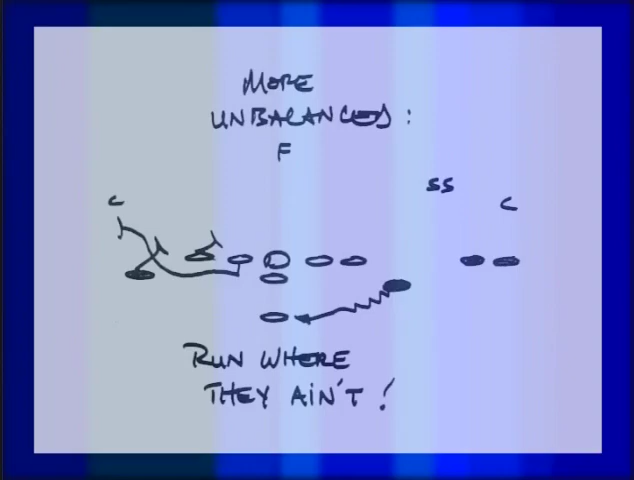 MORE
UNBALANCED:
F
SS
C
C
RUN WHERE
THEY AIN'T!